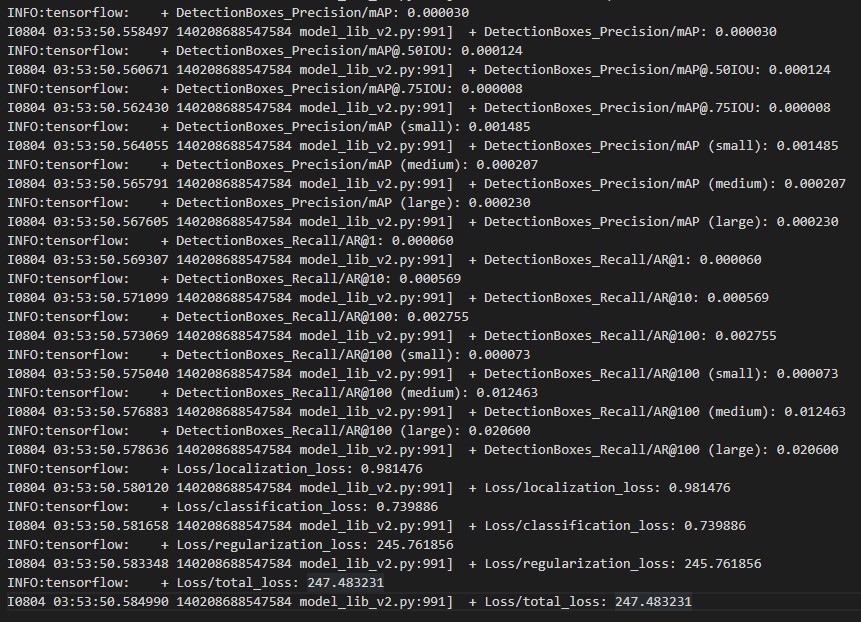 INFO:tensorflow:    + DetectionBoxes_Precision/mAP: 0.000030
I0804 03:53:50.558497 140208688547584 model_lib_v2.py:991]  + DetectionBoxes_Precision/mAP: 0.000030
INFO:tensorflow:    + DetectionBoxes_Precision/mAP@.50IOU: 0.000124
I0804 03:53:50.560671 140208688547584 model_lib_v2.py:991]  + DetectionBoxes_Precision/mAP@.50IOU: 0.000124
INFO:tensorflow:    + DetectionBoxes_Precision/mAP@.75IOU: 0.000008
I0804 03:53:50.562430 140208688547584 model_lib_v2.py:991]  + DetectionBoxes_Precision/mAP@.75IOU: 0.000008
INFO:tensorflow:    + DetectionBoxes_Precision/mAP (small): 0.001485
I0804 03:53:50.564055 140208688547584 model_lib_v2.py:991]  + DetectionBoxes_Precision/mAP (small): 0.001485
INFO:tensorflow:    + DetectionBoxes_Precision/mAP (medium): 0.000207
I0804 03:53:50.565791 140208688547584 model_lib_v2.py:991]  + DetectionBoxes_Precision/mAP (medium): 0.000207
INFO:tensorflow:    + DetectionBoxes_Precision/mAP (large): 0.000230
I0804 03:53:50.567605 140208688547584 model_lib_v2.py:991]  + DetectionBoxes_Precision/mAP (large): 0.000230
INFO:tensorflow:    + DetectionBoxes_Recall/AR@1: 0.000060
I0804 03:53:50.569307 140208688547584 model_lib_v2.py:991]  + DetectionBoxes_Recall/AR@1: 0.000060
INFO:tensorflow:    + DetectionBoxes_Recall/AR@10: 0.000569
I0804 03:53:50.571099 140208688547584 model_lib_v2.py:991]  + DetectionBoxes_Recall/AR@10: 0.000569
INFO:tensorflow:    + DetectionBoxes_Recall/AR@100: 0.002755
I0804 03:53:50.573069 140208688547584 model_lib_v2.py:991]  + DetectionBoxes_Recall/AR@100: 0.002755
INFO:tensorflow:    + DetectionBoxes_Recall/AR@100 (small): 0.000073
I0804 03:53:50.575040 140208688547584 model_lib_v2.py:991]  + DetectionBoxes_Recall/AR@100 (small): 0.000073
INFO:tensorflow:    + DetectionBoxes_Recall/AR@100 (medium): 0.012463
I0804 03:53:50.576883 140208688547584 model_lib_v2.py:991]  + DetectionBoxes_Recall/AR@100 (medium): 0.012463
INFO:tensorflow:    + DetectionBoxes_Recall/AR@100 (large): 0.020600
I0804 03:53:50.578636 140208688547584 model_lib_v2.py:991]  + DetectionBoxes_Recall/AR@100 (large): 0.020600
INFO:tensorflow:    + Loss/localization_loss: 0.981476
I0804 03:53:50.580120 140208688547584 model_lib_v2.py:991]  + Loss/localization_loss: 0.981476
INFO:tensorflow:    + Loss/classification_loss: 0.739886
I0804 03:53:50.581658 140208688547584 model_lib_v2.py:991]  + Loss/classification_loss: 0.739886
INFO:tensorflow:    + Loss/regularization_loss: 245.761856
I0804 03:53:50.583348 140208688547584 model_lib_v2.py:991]  + Loss/regularization_loss: 245.761856
INFO:tensorflow:    + Loss/total_loss: 247.483231
I0804 03:53:50.584990 140208688547584 model_lib_v2.py:991]  + Loss/total_loss: 247.483231